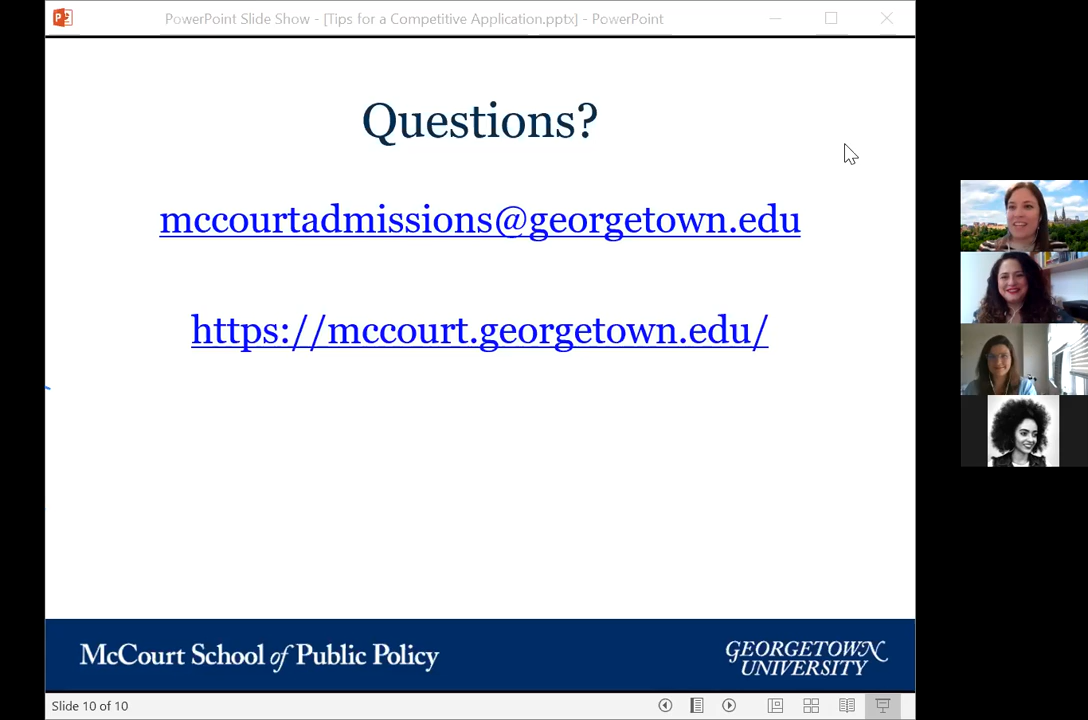 PowerPoint Slide Show - [Tips for a Competitive Application.pptx] - PowerPoint
Questions?
mccourtadmissions@georgetown.edu
https://mccourt.georgetown.edu/
McCourt School of Public Policy
GEORGETOWN
UNIVERSITY
Slide 10 of 10